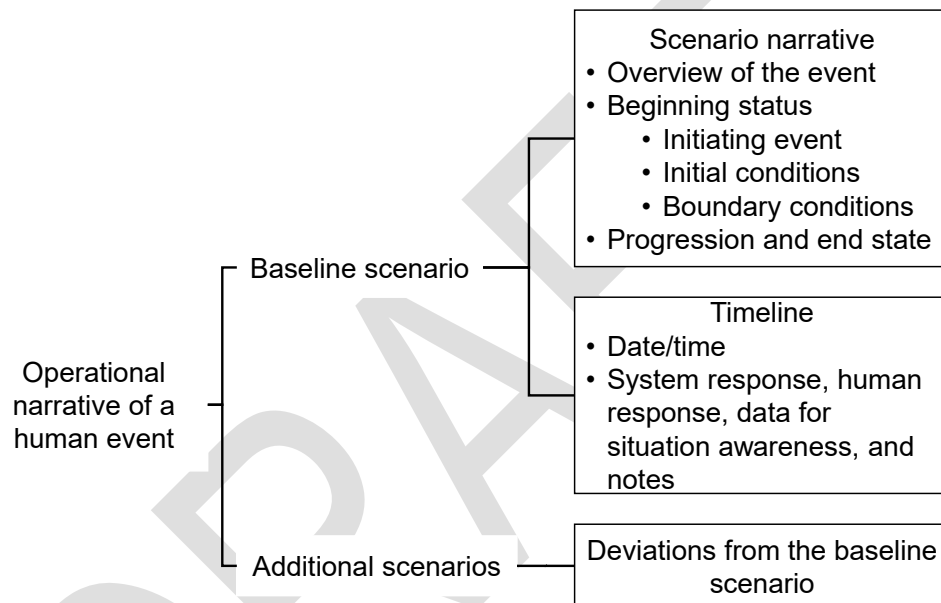 Scenario narrative
• Overview of the event
• Beginning status
• Initiating event
• Initial conditions
• Boundary conditions
• Progression and end state
Baseline scenario
Timeline
• Date/time
• System response, human
response, data for
situation awareness, and
notes
Operational
narrative of a
human event
Additional scenarios
Deviations from the baseline
scenario